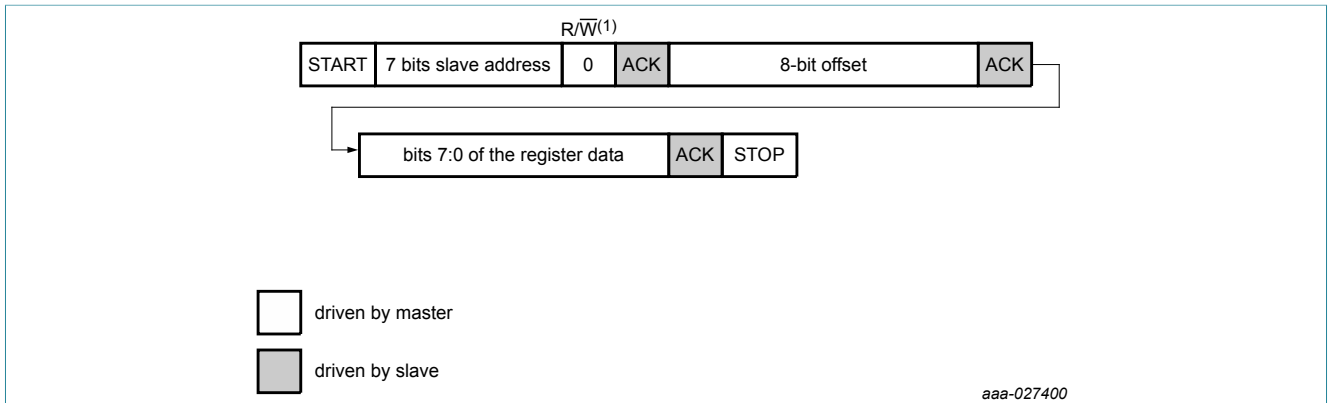 R/W̅(1)
START 7 bits slave address 0 ACK 8-bit offset ACK
bits 7:0 of the register data ACK STOP
driven by master
driven by slave
aaa-027400